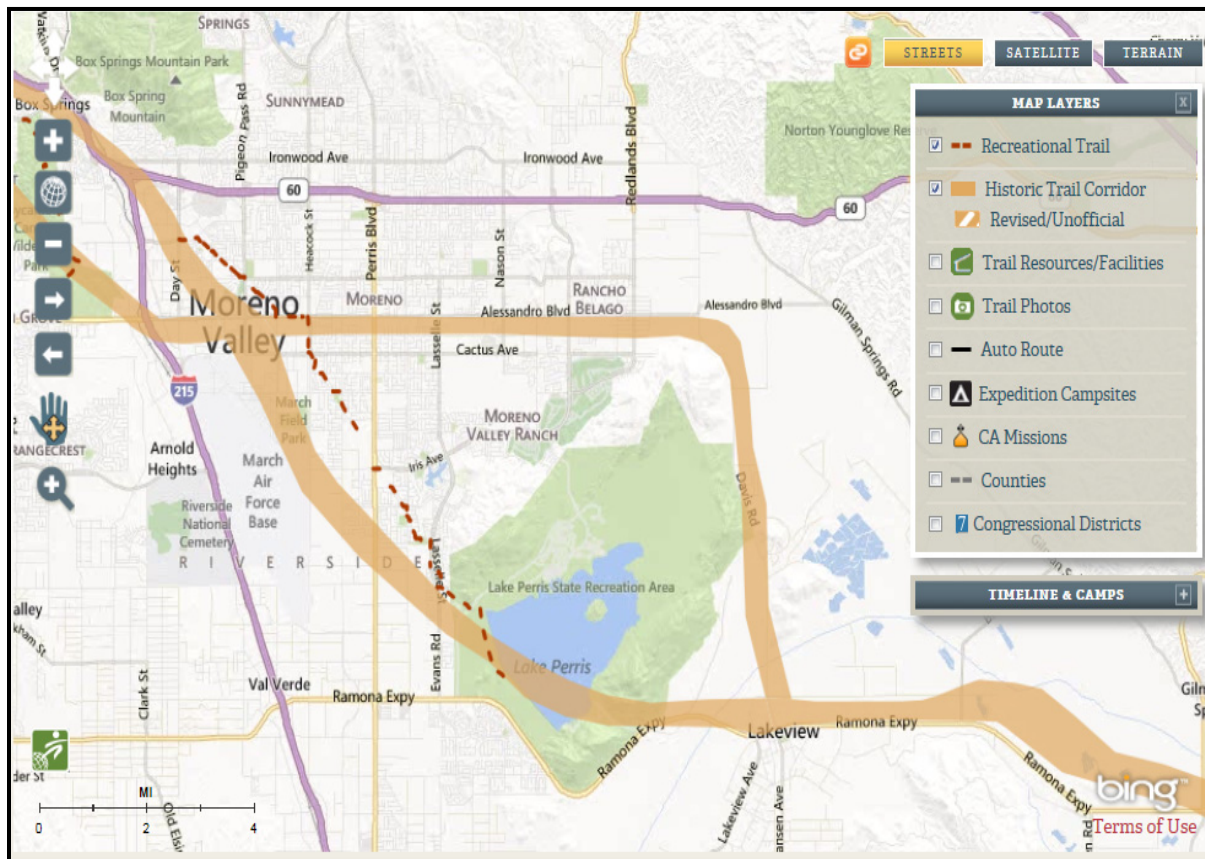 SPRINGS
Box Springs Mountain Park
Box Springs
Box Spring
Mountain
Pigeon Pass Rd
SUNNYMEAD
Ironwood Ave
Ironwood Ave
60
Redlands Blvd
60
Day St
Heacock St
Perris Blvd
Nason St
Moreno
Valley
MORENO
Lasselle St
Alessandro Blvd
RANCHO
BELAGO
Alessandro Blvd
Gilman Springs Rd
Cactus Ave
215
March
Field
Park
MORENO
VALLEY RANCH
Arnold
Heights
March
Air
Force
Base
Iris Ave
Davis Rd
Riverside
National
Cemetery
RIVERSIDE
Lasselle St
Lake Perris State Recreation Area
Lake Perris
Evans Rd
Clark St
Val Verde
Ramona Expy
Ramona Expy
Lakeview
Ramona Expy
Ramona Expy
Lakeview Ave
MI
0 2 4
STREETS SATELLITE TERRAIN
MAP LAYERS X
Recreational Trail
Historic Trail Corridor
Revised/Unofficial
Trail Resources/Facilities
Trail Photos
Auto Route
Expedition Campsites
CA Missions
Counties
7 Congressional Districts
TIMELINE & CAMPS +
bing™
Terms of Use